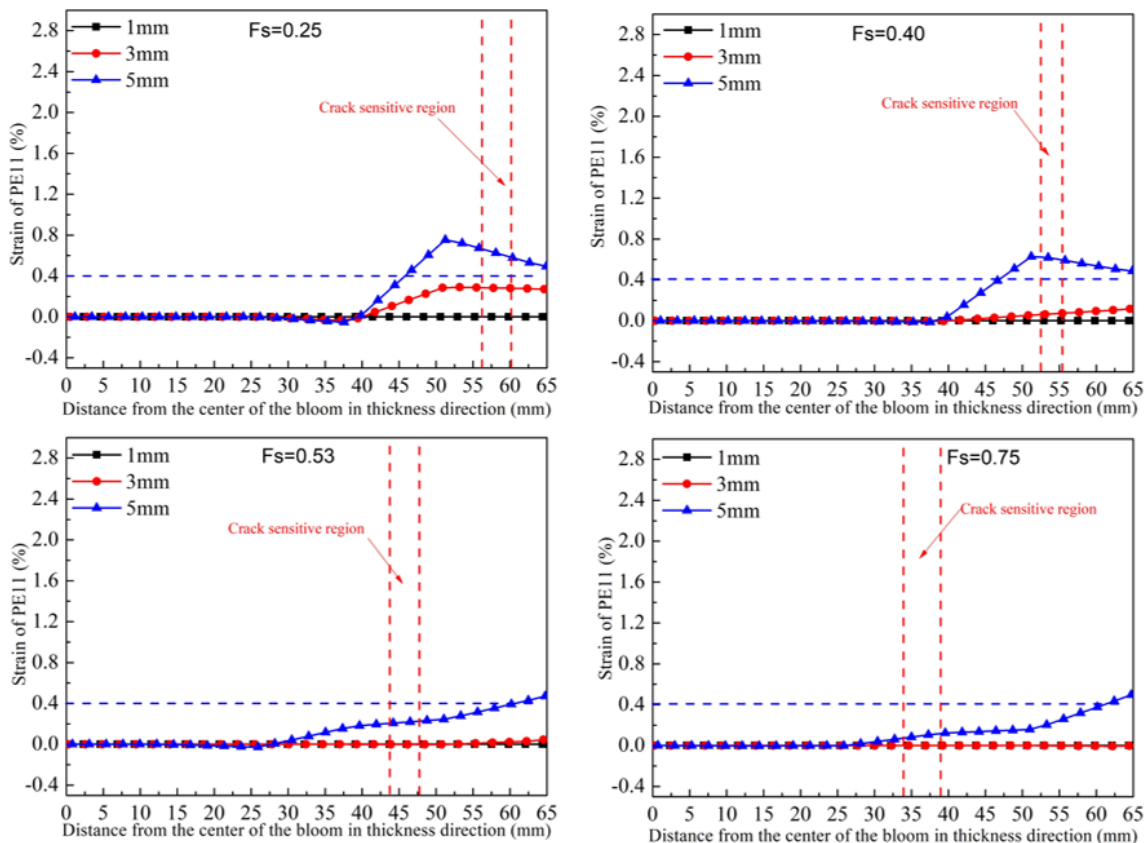 Fs=0.25
1mm
3mm
5mm
Crack sensitive region
Strain of PE11 (%)
2.8
2.4
2.0
1.6
1.2
0.8
0.4
0.0
-0.4
0 5 10 15 20 25 30 35 40 45 50 55 60 65
Distance from the center of the bloom in thickness direction (mm)
Fs=0.40
1mm
3mm
5mm
Crack sensitive region
Strain of PE11 (%)
2.8
2.4
2.0
1.6
1.2
0.8
0.4
0.0
-0.4
0 5 10 15 20 25 30 35 40 45 50 55 60 65
Distance from the center of the bloom in thickness direction (mm)
Fs=0.53
1mm
3mm
5mm
Crack sensitive region
Strain of PE11 (%)
2.8
2.4
2.0
1.6
1.2
0.8
0.4
0.0
-0.4
0 5 10 15 20 25 30 35 40 45 50 55 60 65
Distance from the center of the bloom in thickness direction (mm)
Fs=0.75
1mm
3mm
5mm
Crack sensitive region
Strain of PE11 (%)
2.8
2.4
2.0
1.6
1.2
0.8
0.4
0.0
-0.4
0 5 10 15 20 25 30 35 40 45 50 55 60 65
Distance from the center of the bloom in thickness direction (mm)